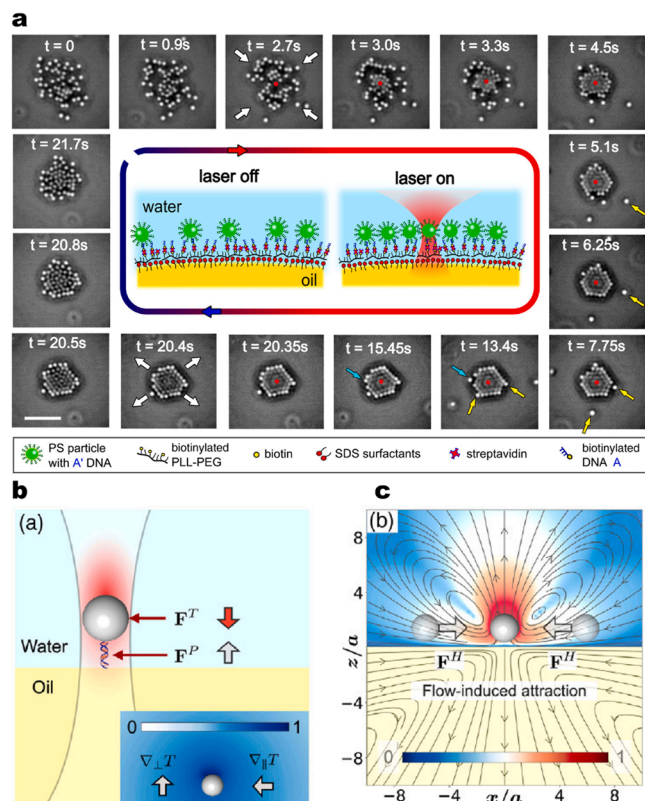 a
t = 0
t = 0.9s
t = 2.7s
t = 3.0s
t = 3.3s
t = 4.5s
t = 21.7s
t = 5.1s
t = 20.8s
t = 6.25s
t = 20.5s
t = 20.4s
t = 20.35s
t = 15.45s
t = 13.4s
t = 7.75s
laser off
laser on
water
oil
PS particle
with A' DNA
biotinylated
PLL-PEG
biotin
SDS surfactants
streptavidin
biotinylated
DNA A
b
(a)
F^T
Water
F^P
Oil
0
1
∇⊥T
∇∥T
c
(b)
8
4
z/a
0
-4
-8
F^H
F^H
Flow-induced attraction
0
1
-8
-4
0
4
8
x/a